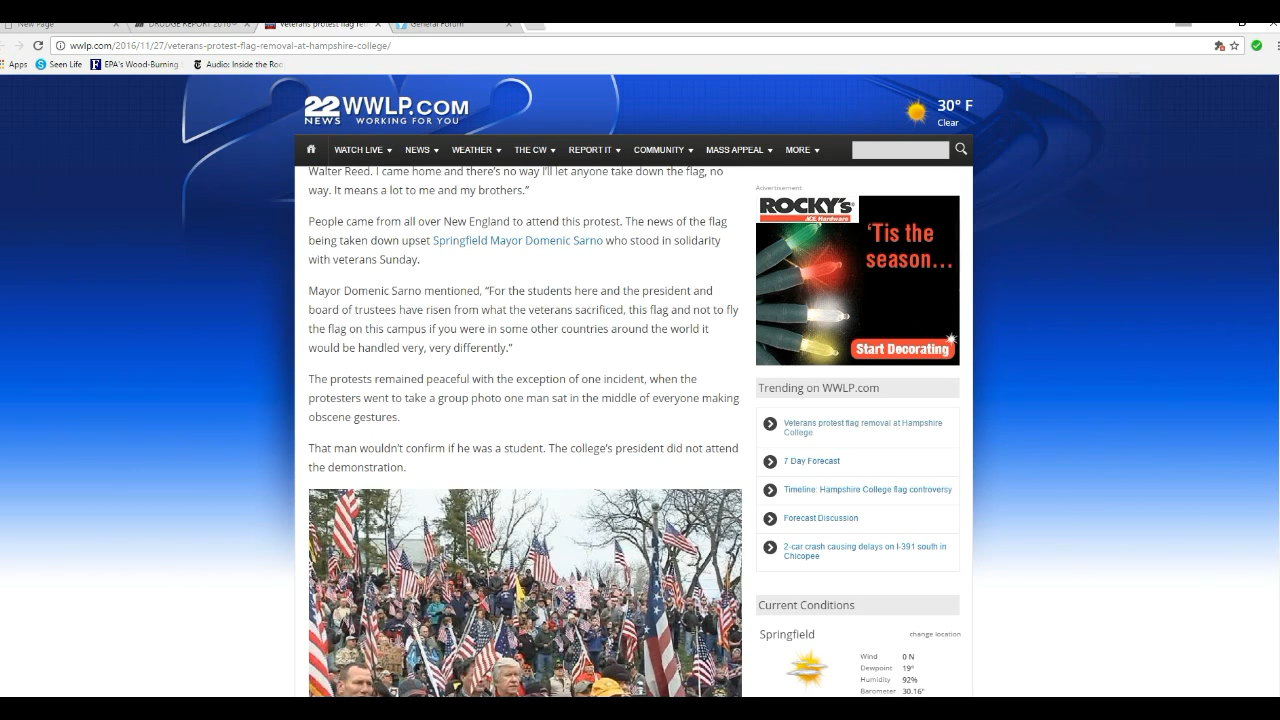 New Page
DRUDGE REPORT 2016
Veterans protest flag re
General Forum
wwlp.com/2016/11/27/veterans-protest-flag-removal-at-hampshire-college/
Apps
Seen Life
EPA's Wood-Burning
Audio: Inside the Roo
22 WWLP.COM
NEWS WORKING FOR YOU
30° F
Clear
WATCH LIVE NEWS WEATHER THE CW REPORT IT COMMUNITY MASS APPEAL MORE
Walter Reed. I came home and there's no way I'll let anyone take down the flag, no
way. It means a lot to me and my brothers.”
People came from all over New England to attend this protest. The news of the flag
being taken down upset Springfield Mayor Domenic Sarno who stood in solidarity
with veterans Sunday.
Mayor Domenic Sarno mentioned, “For the students here and the president and
board of trustees have risen from what the veterans sacrificed, this flag and not to fly
the flag on this campus if you were in some other countries around the world it
would be handled very, very differently.”
The protests remained peaceful with the exception of one incident, when the
protesters went to take a group photo one man sat in the middle of everyone making
obscene gestures.
That man wouldn’t confirm if he was a student. The college’s president did not attend
the demonstration.
Advertisement
ROCKY'S
ACE Hardware
'Tis the
season...
Start Decorating
Trending on WWLP.com
Veterans protest flag removal at Hampshire
College
7 Day Forecast
Timeline: Hampshire College flag controversy
Forecast Discussion
2-car crash causing delays on I-391 south in
Chicopee
Current Conditions
Springfield
change location
Wind 0 N
Dewpoint 19°
Humidity 92%
Barometer 30.16"